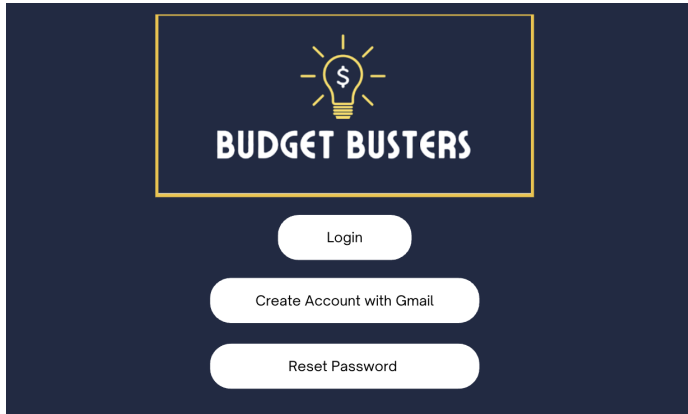 $
BUDGET BUSTERS
Login
Create Account with Gmail
Reset Password